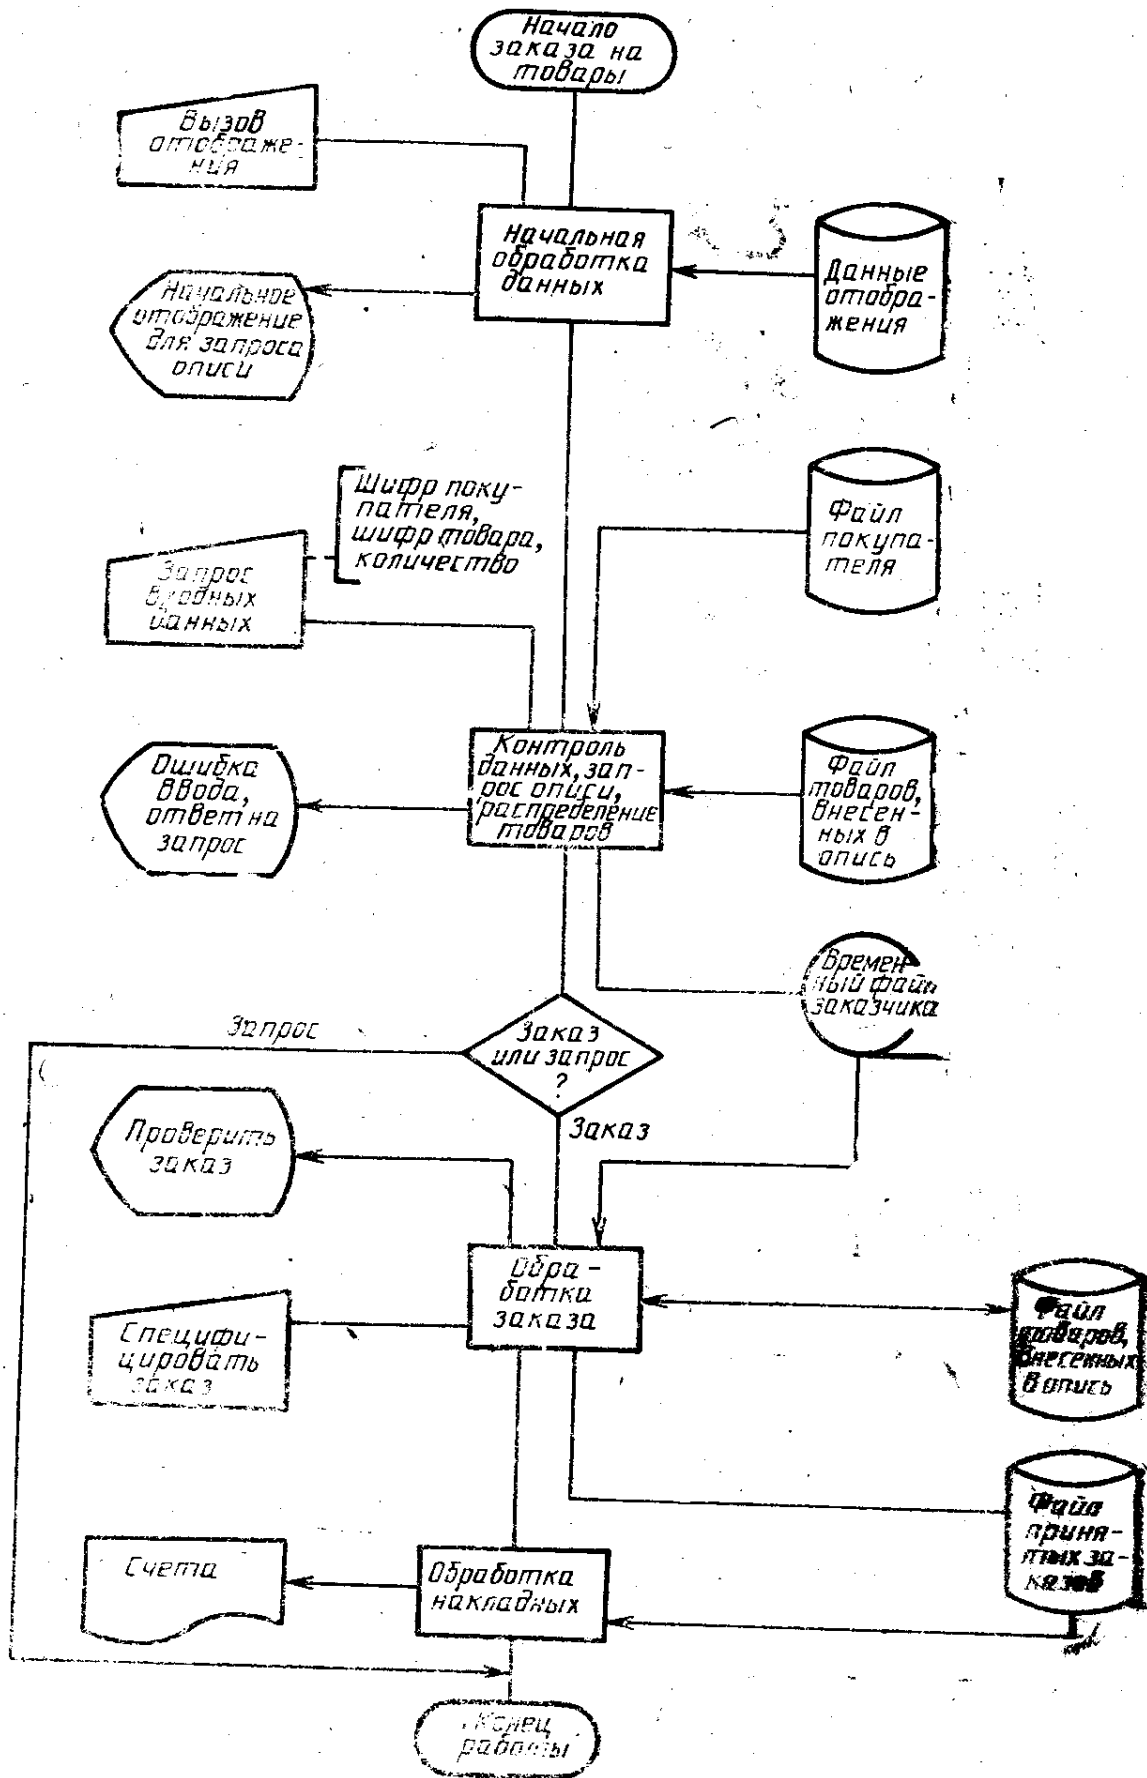 Начало
заказа на
товары
Вызов
отображе-
ния
Начальная
обработка
данных
Данные
отобра-
жения
Начальное
отображение
для запроса
описи
Шифр поку-
пателя,
шифр товара,
количество
Файл
покупа-
теля
Запрос
входных
данных
Контроль
данных, зап-
рос описи,
распределение
товаров
Ошибка
ввода,
ответ на
запрос
Файл
товаров,
внесен-
ных в
опись
Времен-
ный файл
заказчика
Запрос
Заказ
или запрос
?
Заказ
Проверить
заказ
Обра-
ботка
заказа
Файл
товаров,
внесенных
в опись
Специфи-
цировать
заказ
Файл
приня-
тых за-
казов
Счета
Обработка
накладных
Конец
работы